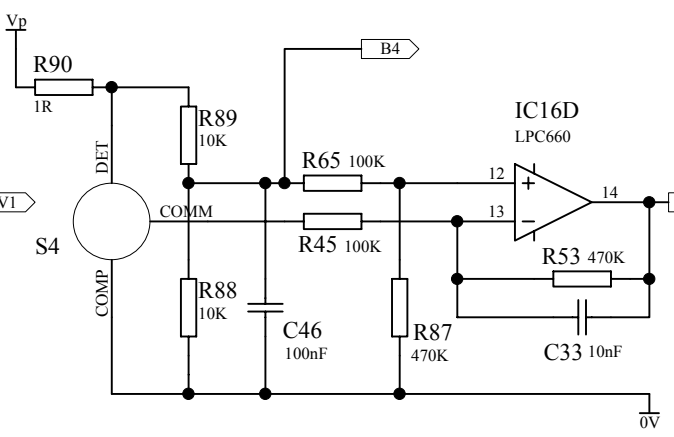 Vp
B4
R90
1R
R89
10K
IC16D
LPC660
DET
R65 100K
12
14
V1
COMM
13
S4
R45 100K
R53 470K
COMP
R88
10K
C46
100nF
R87
470K
C33 10nF
0V